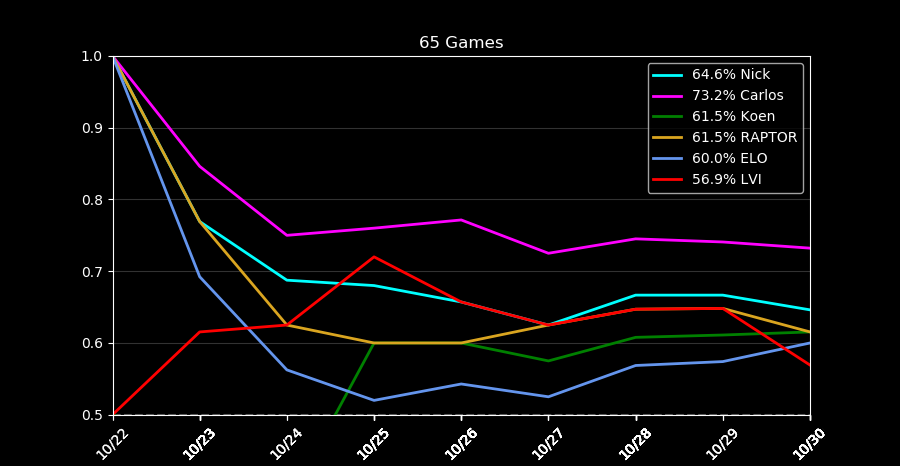 65 Games
1.0
0.9
0.8
0.7
0.6
0.5
64.6% Nick
73.2% Carlos
61.5% Koen
61.5% RAPTOR
60.0% ELO
56.9% LVI
10/22
10/23
10/24
10/25
10/26
10/27
10/28
10/29
10/30